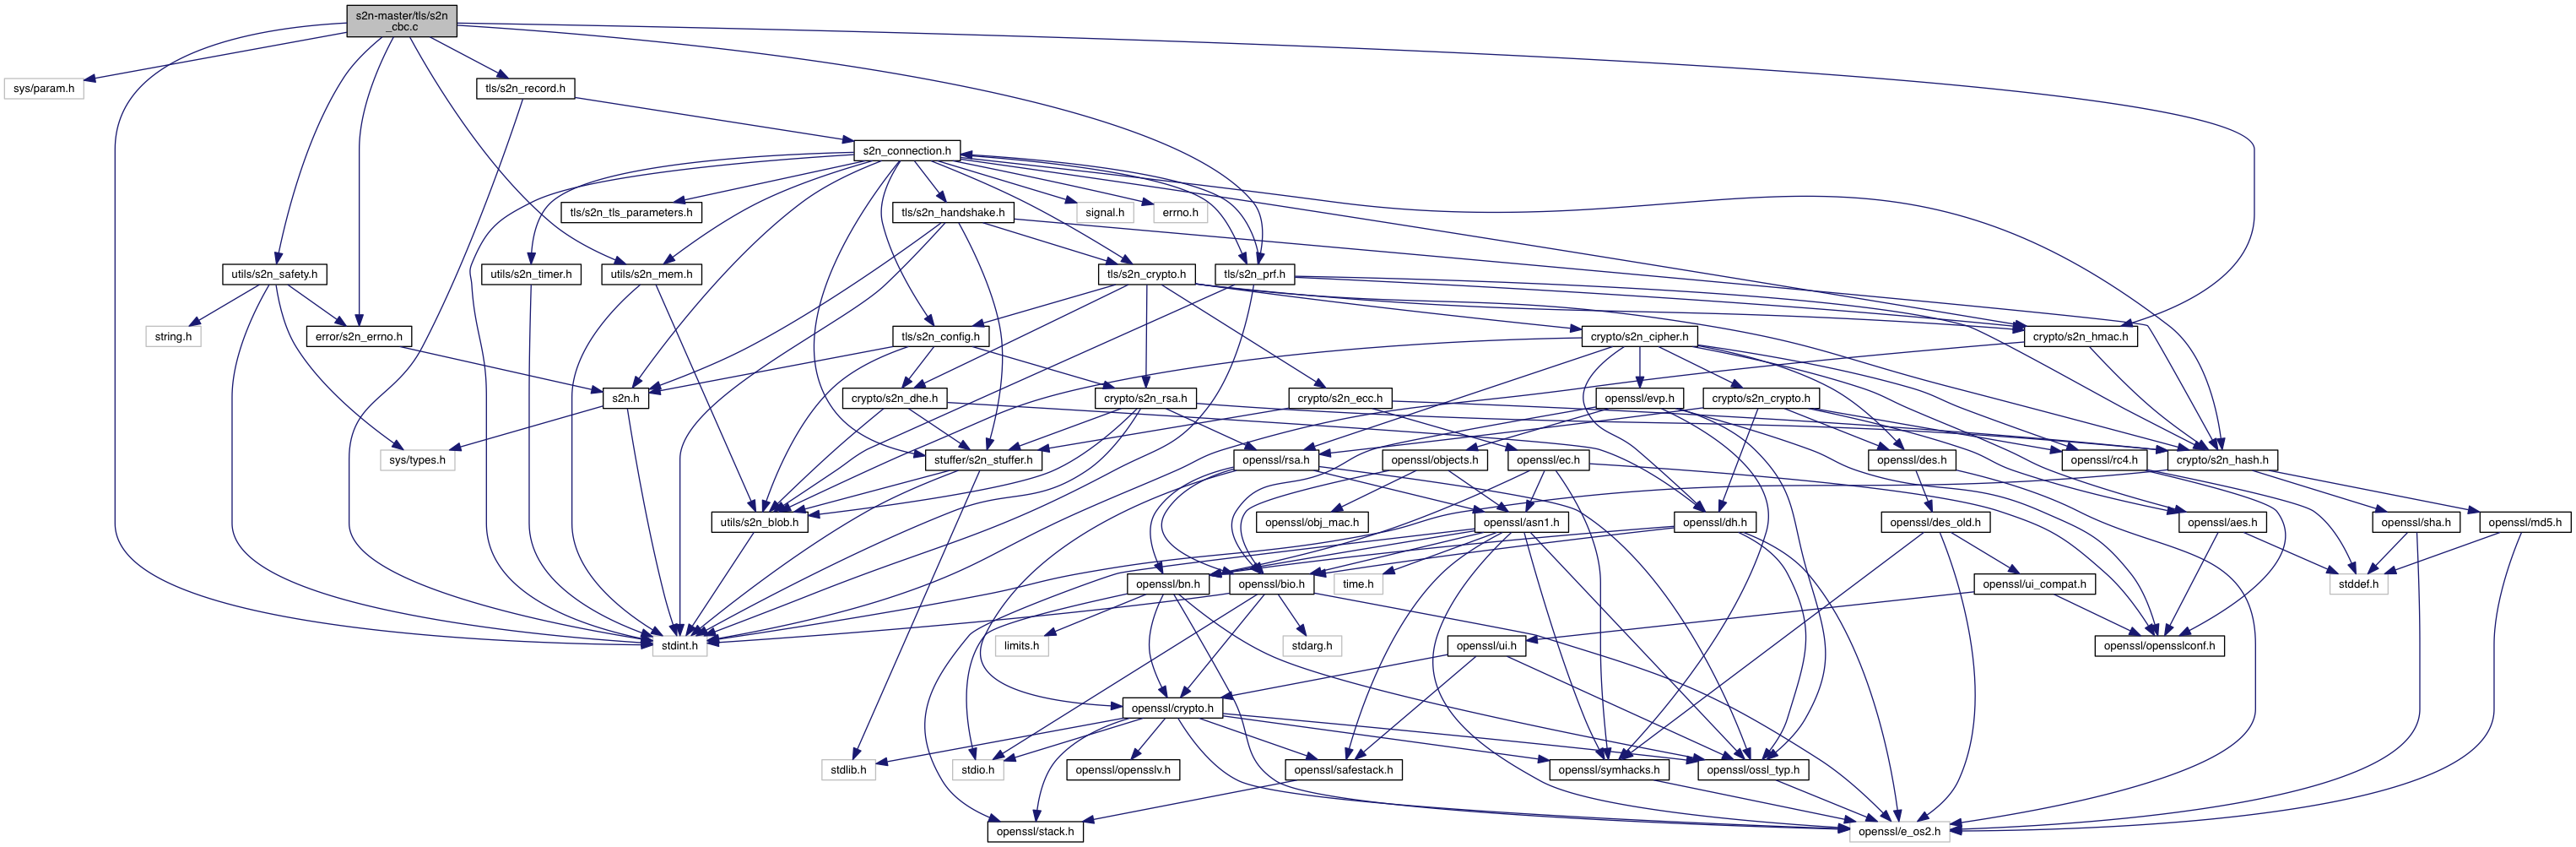 s2n-master/tls/s2n
_cbc.c
sys/param.h
tls/s2n_record.h
s2n_connection.h
tls/s2n_tls_parameters.h
tls/s2n_handshake.h
signal.h
errno.h
utils/s2n_safety.h
utils/s2n_timer.h
utils/s2n_mem.h
tls/s2n_crypto.h
tls/s2n_prf.h
string.h
error/s2n_errno.h
tls/s2n_config.h
crypto/s2n_cipher.h
crypto/s2n_hmac.h
s2n.h
crypto/s2n_dhe.h
crypto/s2n_rsa.h
crypto/s2n_ecc.h
openssl/evp.h
crypto/s2n_crypto.h
sys/types.h
stuffer/s2n_stuffer.h
openssl/rsa.h
openssl/objects.h
openssl/ec.h
openssl/des.h
openssl/rc4.h
crypto/s2n_hash.h
utils/s2n_blob.h
openssl/obj_mac.h
openssl/asn1.h
openssl/dh.h
openssl/des_old.h
openssl/aes.h
openssl/sha.h
openssl/md5.h
openssl/bn.h
openssl/bio.h
time.h
openssl/ui_compat.h
stddef.h
stdint.h
limits.h
stdarg.h
openssl/ui.h
openssl/opensslconf.h
openssl/crypto.h
stdlib.h
stdio.h
openssl/opensslv.h
openssl/safestack.h
openssl/symhacks.h
openssl/ossl_typ.h
openssl/stack.h
openssl/e_os2.h